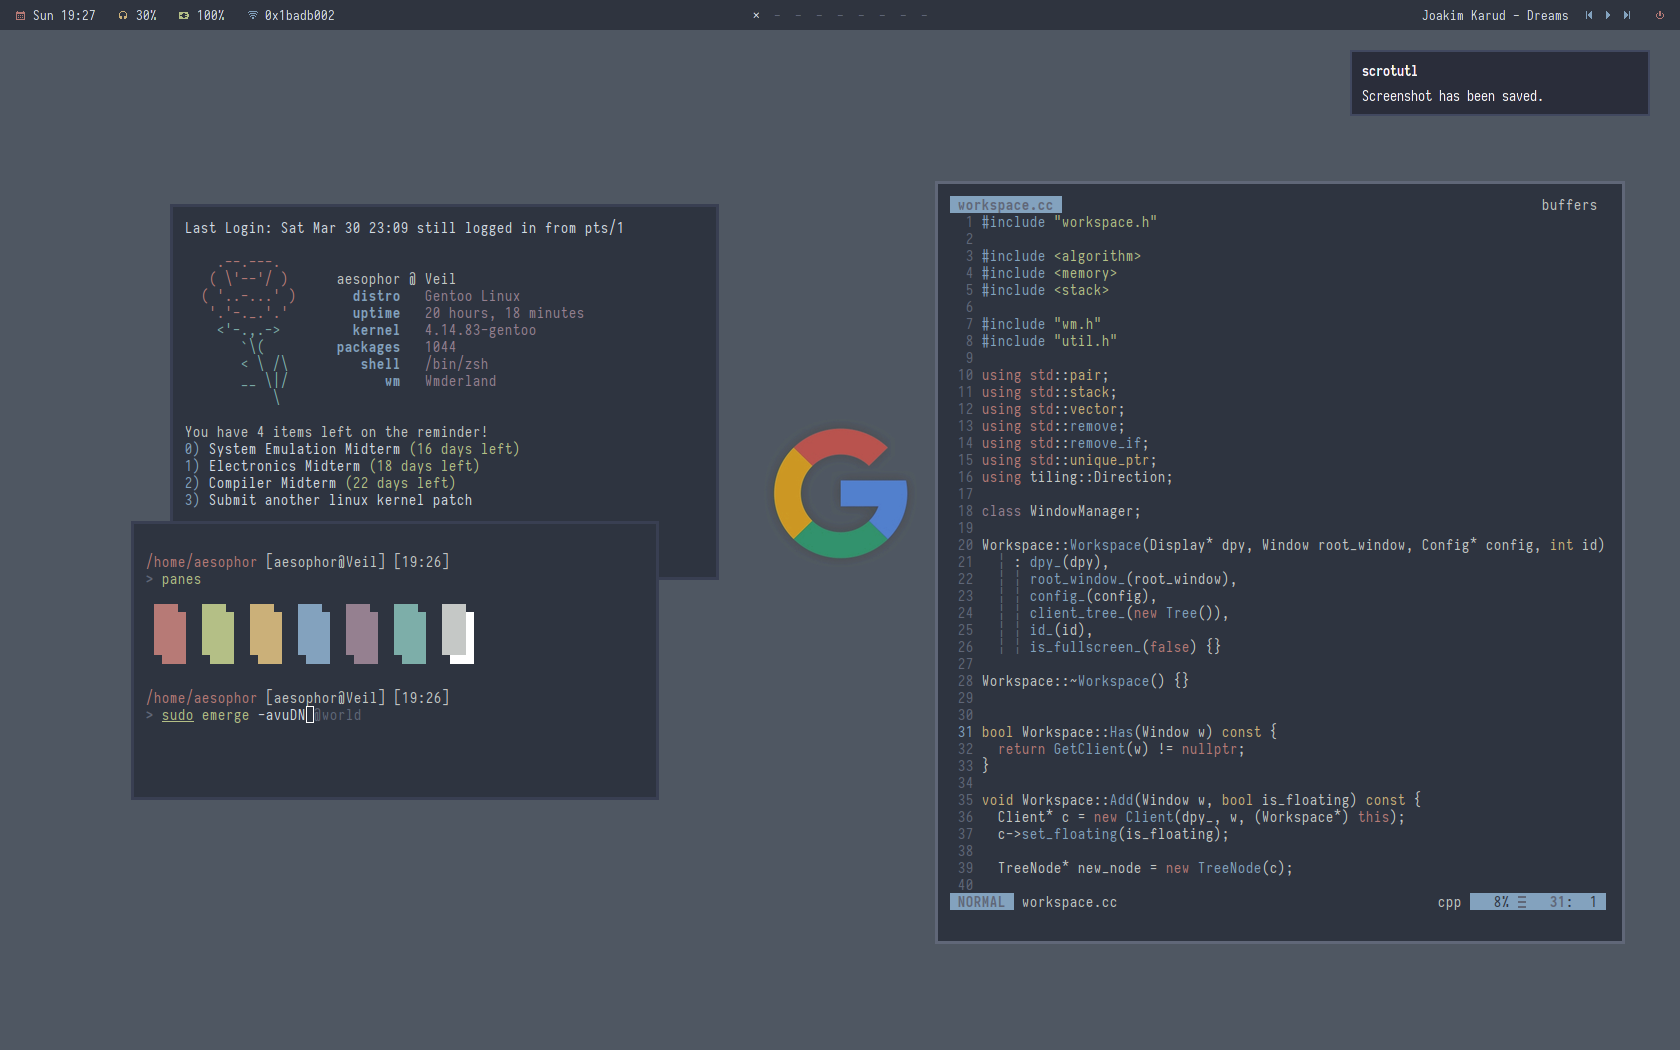 Sun 19:27 30% 100% 0x1badb002
× – – – – – – – –
Joakim Karud - Dreams
scrotutl
Screenshot has been saved.
Last Login: Sat Mar 30 23:09 still logged in from pts/1
.--.---.
( \'--'/ )
( '..-...' )
'.'-._.'.'
<'-.,.->
`\(
< \ /\
__ \|/
\
aesophor @ Veil
distro Gentoo Linux
uptime 20 hours, 18 minutes
kernel 4.14.83-gentoo
packages 1044
shell /bin/zsh
wm Wmderland
You have 4 items left on the reminder!
0) System Emulation Midterm (16 days left)
1) Electronics Midterm (18 days left)
2) Compiler Midterm (22 days left)
3) Submit another linux kernel patch
/home/aesophor [aesophor@Veil] [19:26]
> panes
/home/aesophor [aesophor@Veil] [19:26]
> sudo emerge -avuDN @world
G
workspace.cc buffers
1 #include "workspace.h"
2
3 #include <algorithm>
4 #include <memory>
5 #include <stack>
6
7 #include "wm.h"
8 #include "util.h"
9
10 using std::pair;
11 using std::stack;
12 using std::vector;
13 using std::remove;
14 using std::remove_if;
15 using std::unique_ptr;
16 using tiling::Direction;
17
18 class WindowManager;
19
20 Workspace::Workspace(Display* dpy, Window root_window, Config* config, int id)
21 ¦ : dpy_(dpy),
22 ¦ ¦ root_window_(root_window),
23 ¦ ¦ config_(config),
24 ¦ ¦ client_tree_(new Tree()),
25 ¦ ¦ id_(id),
26 ¦ ¦ is_fullscreen_(false) {}
27
28 Workspace::~Workspace() {}
29
30
31 bool Workspace::Has(Window w) const {
32 return GetClient(w) != nullptr;
33 }
34
35 void Workspace::Add(Window w, bool is_floating) const {
36 Client* c = new Client(dpy_, w, (Workspace*) this);
37 c->set_floating(is_floating);
38
39 TreeNode* new_node = new TreeNode(c);
40
NORMAL workspace.cc cpp 8% ☰ 31: 1